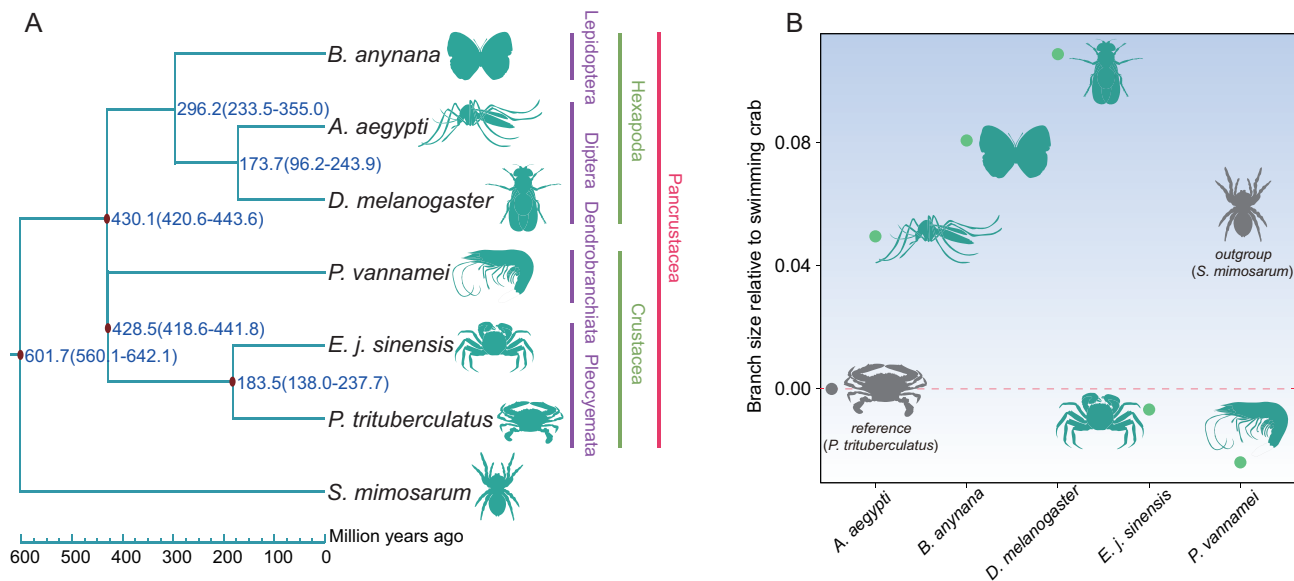 A
B. anynana
296.2(233.5-355.0)
A. aegypti
173.7(96.2-243.9)
D. melanogaster
430.1(420.6-443.6)
P. vannamei
428.5(418.6-441.8)
E. j. sinensis
601.7(560.1-642.1)
183.5(138.0-237.7)
P. trituberculatus
S. mimosarum
Lepidoptera
Diptera
Dendrobranchiata
Pleocyemata
Hexapoda
Crustacea
Pancrustacea
Million years ago
600 500 400 300 200 100 0
B
Branch size relative to swimming crab
0.08
0.04
0.00
outgroup
(S. mimosarum)
reference
(P. trituberculatus)
A. aegypti
B. anynana
D. melanogaster
E. j. sinensis
P. vannamei